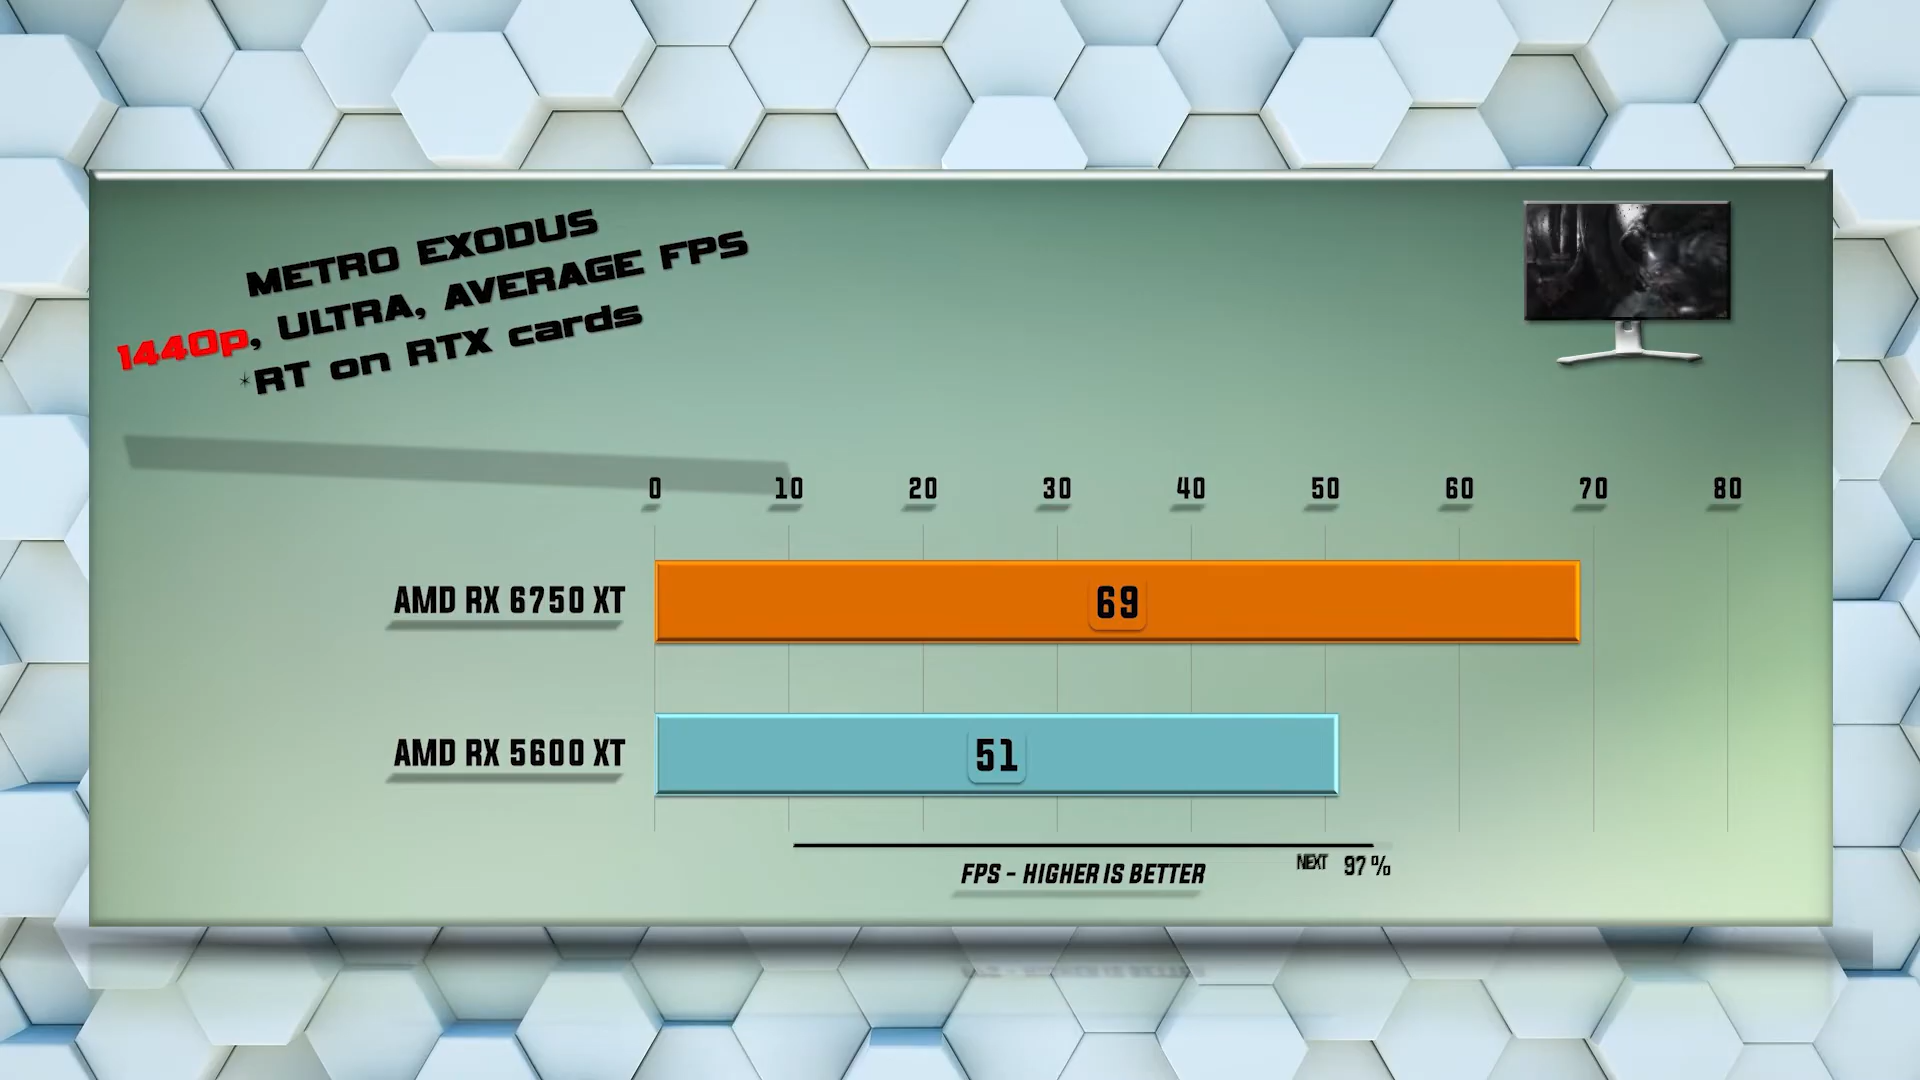 METRO EXODUS
1440p, ULTRA, AVERAGE FPS
*RT on RTX cards
0 10 20 30 40 50 60 70 80
AMD RX 6750 XT 69
AMD RX 5600 XT 51
FPS - HIGHER IS BETTER
NEXT 97 %